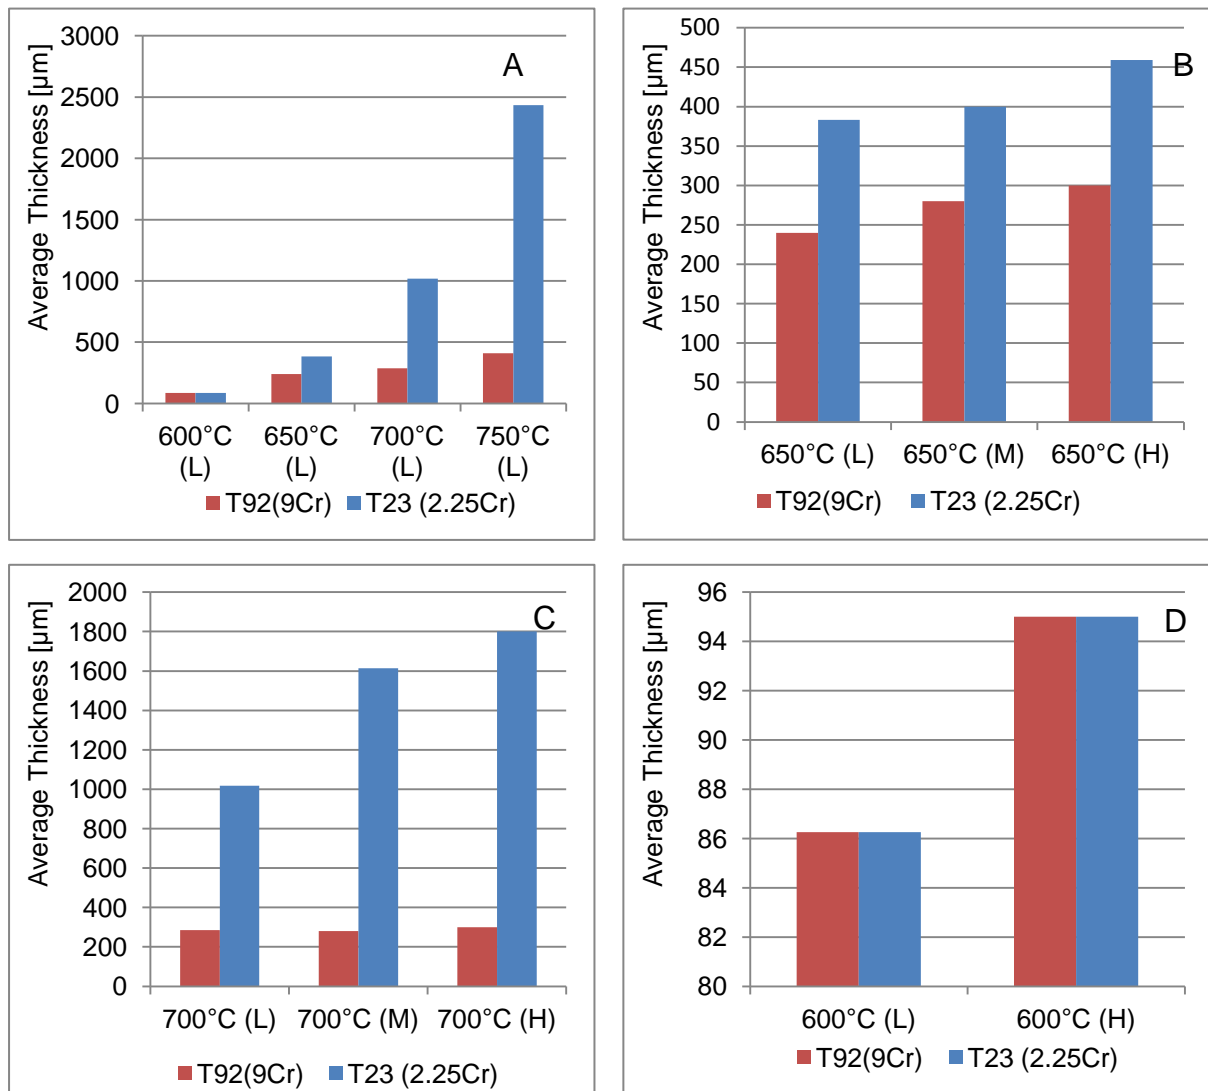 A
Average Thickness [µm]
3000
2500
2000
1500
1000
500
0
600°C 650°C 700°C 750°C
(L) (L) (L) (L)
T92(9Cr) T23 (2.25Cr)
B
Average Thickness [µm]
500
450
400
350
300
250
200
150
100
50
0
650°C (L) 650°C (M) 650°C (H)
T92(9Cr) T23 (2.25Cr)
C
Average Thickness [µm]
2000
1800
1600
1400
1200
1000
800
600
400
200
0
700°C (L) 700°C (M) 700°C (H)
T92(9Cr) T23 (2.25Cr)
D
Average Thickness [µm]
96
94
92
90
88
86
84
82
80
600°C (L) 600°C (H)
T92(9Cr) T23 (2.25Cr)